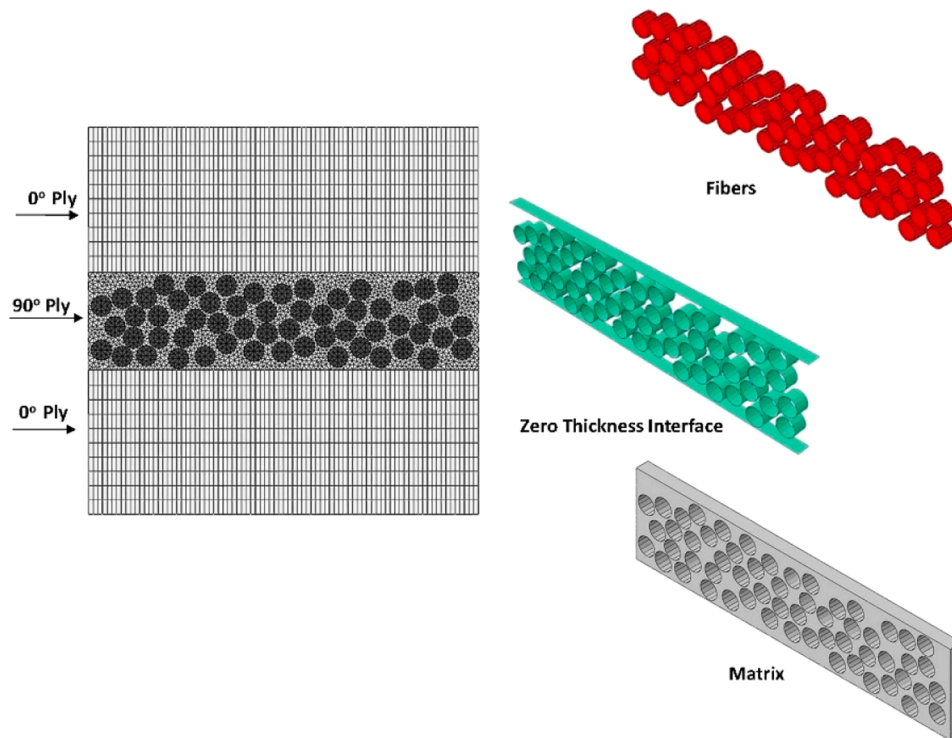 0° Ply
90° Ply
0° Ply
Fibers
Zero Thickness Interface
Matrix